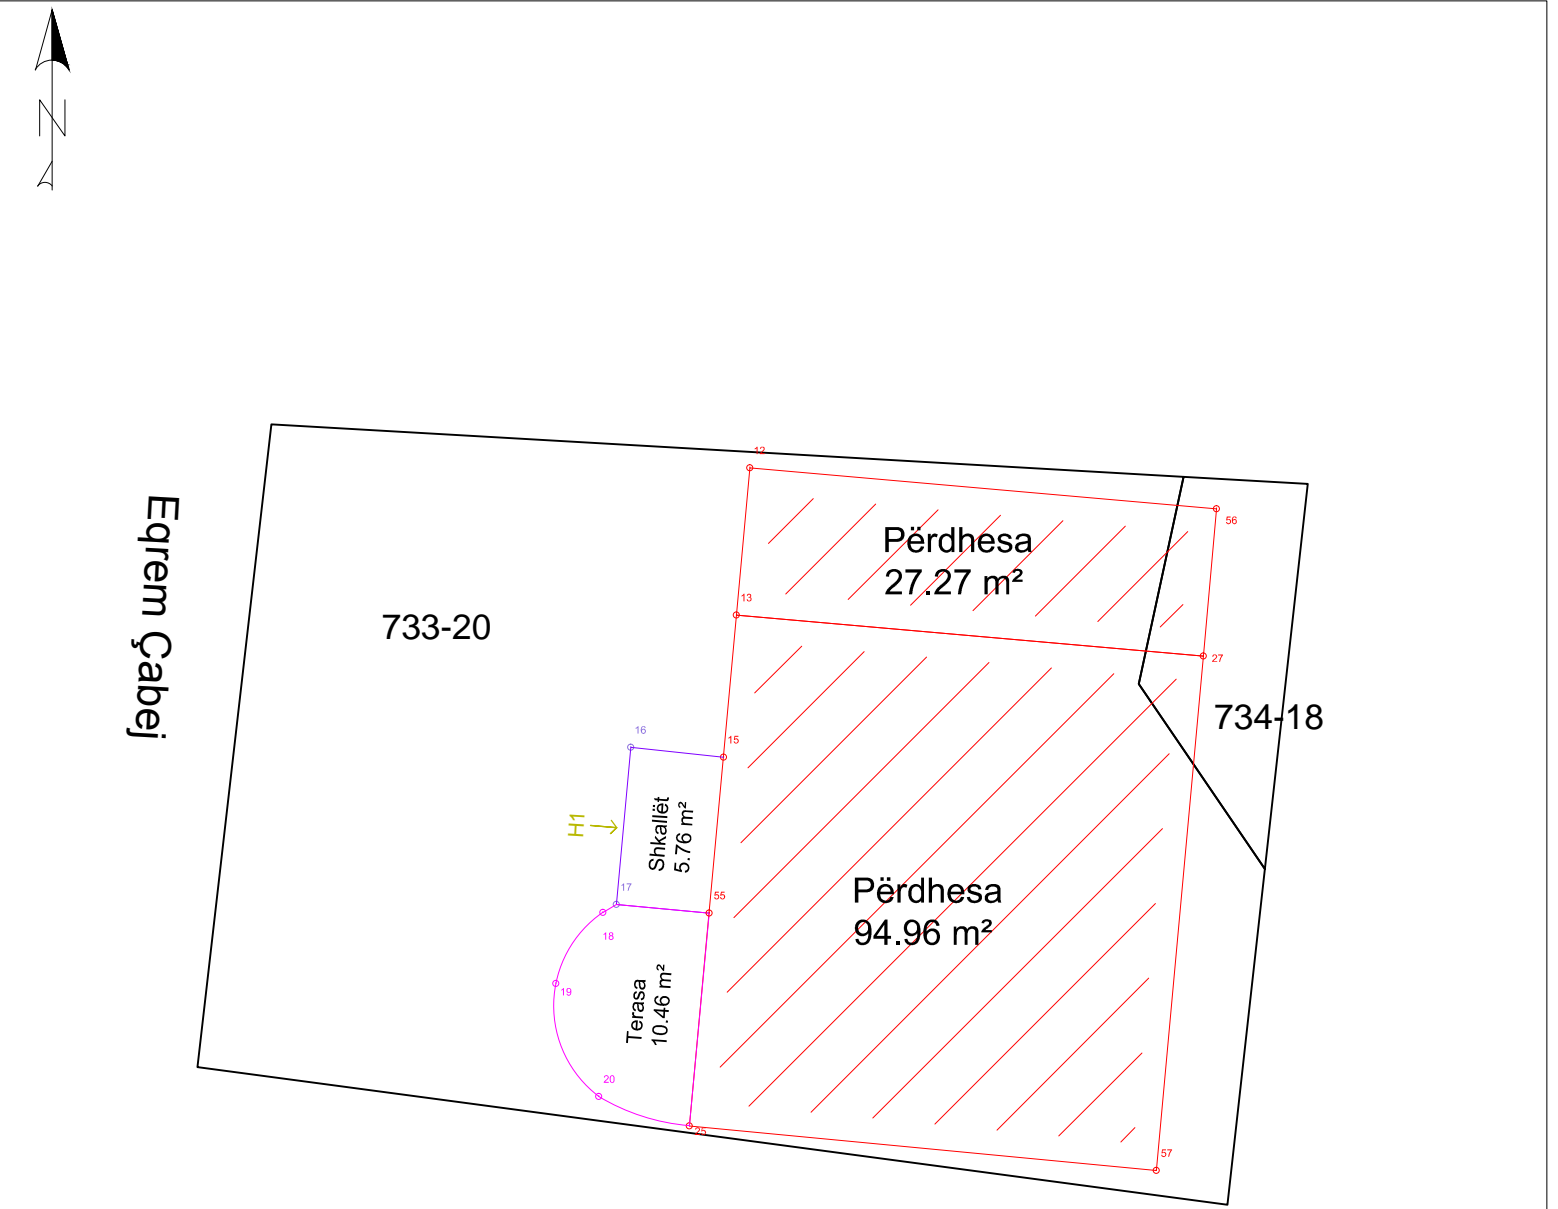 N
12
56
Përdhesa
27.27 m²
13
27
733-20
Eqrem Çabej
734-18
16
15
H1
Shkallët
5.76 m²
17
55
Përdhesa
94.96 m²
18
19
Terasa
10.46 m²
20
25
57